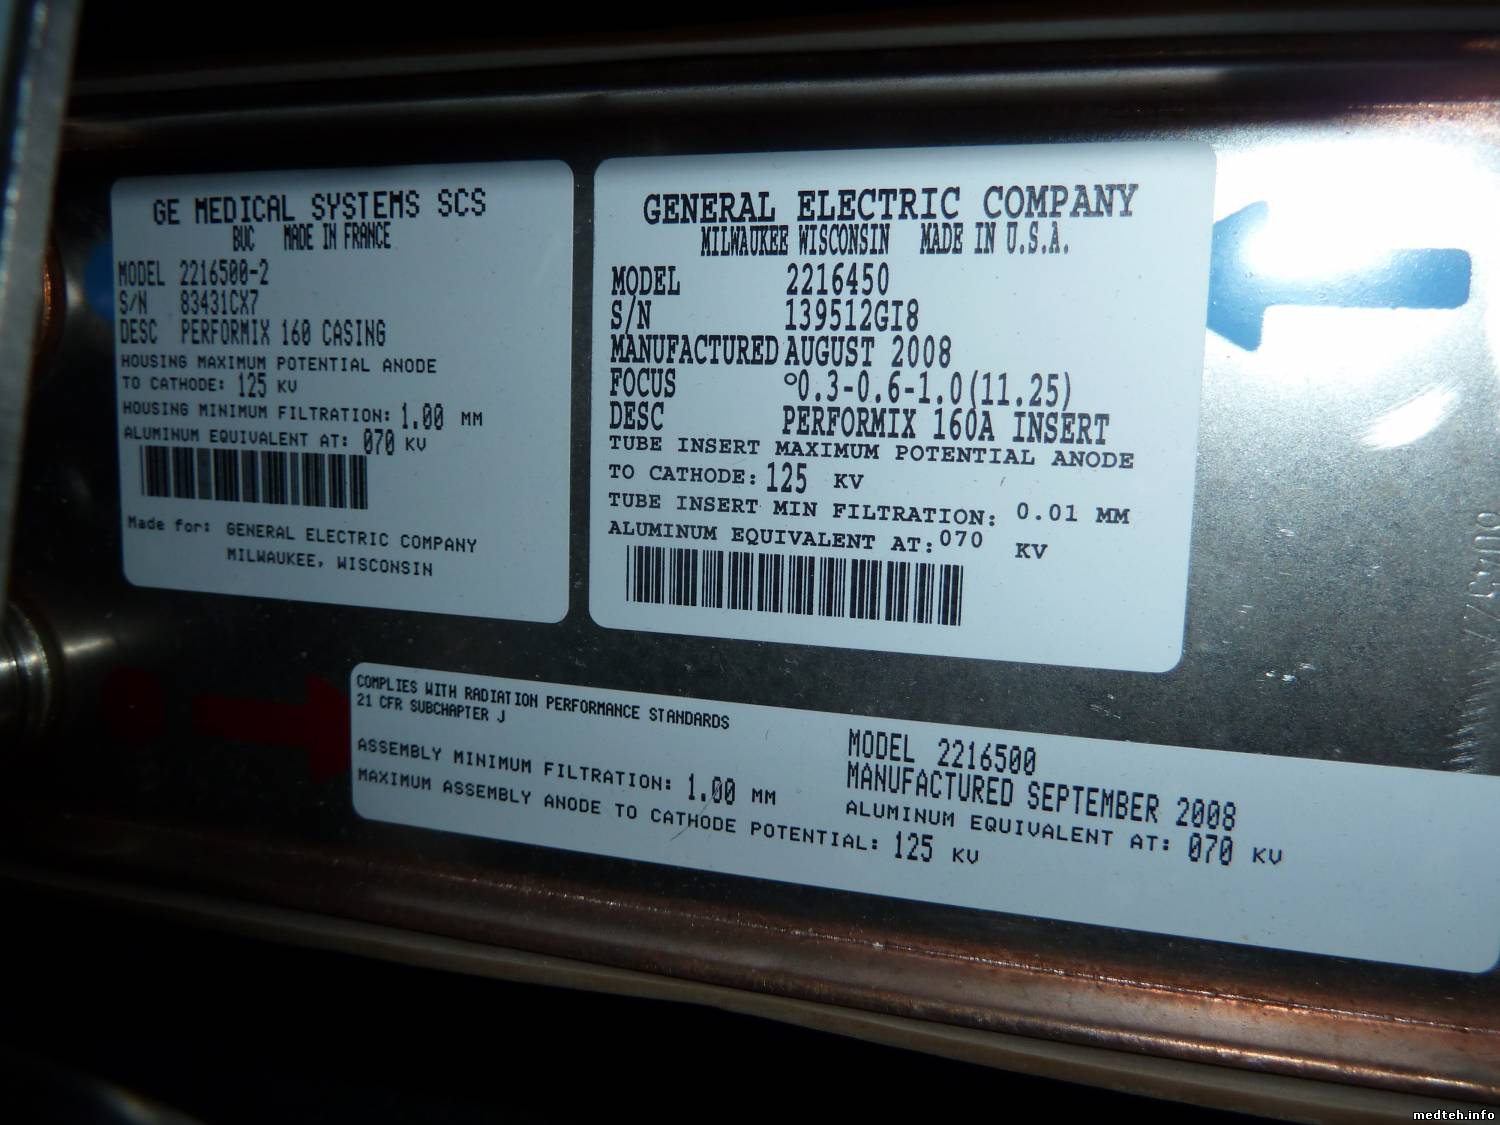 GE MEDICAL SYSTEMS SCS
BUC MADE IN FRANCE
MODEL 2216500-2
S/N 83431CX7
DESC PERFORMIX 160 CASING
HOUSING MAXIMUM POTENTIAL ANODE
TO CATHODE: 125 KV
HOUSING MINIMUM FILTRATION: 1.00 MM
ALUMINUM EQUIVALENT AT: 070 KV
Made for: GENERAL ELECTRIC COMPANY
MILWAUKEE, WISCONSIN
GENERAL ELECTRIC COMPANY
MILWAUKEE WISCONSIN MADE IN U.S.A.
MODEL 2216450
S/N 139512GI8
MANUFACTURED AUGUST 2008
FOCUS °0.3-0.6-1.0(11.25)
DESC PERFORMIX 160A INSERT
TUBE INSERT MAXIMUM POTENTIAL ANODE
TO CATHODE: 125 KV
TUBE INSERT MIN FILTRATION: 0.01 MM
ALUMINUM EQUIVALENT AT: 070 KV
COMPLIES WITH RADIATION PERFORMANCE STANDARDS
21 CFR SUBCHAPTER J
ASSEMBLY MINIMUM FILTRATION: 1.00 MM
MAXIMUM ASSEMBLY ANODE TO CATHODE POTENTIAL: 125 KV
MODEL 2216500
MANUFACTURED SEPTEMBER 2008
ALUMINUM EQUIVALENT AT: 070 KV
medteh.info